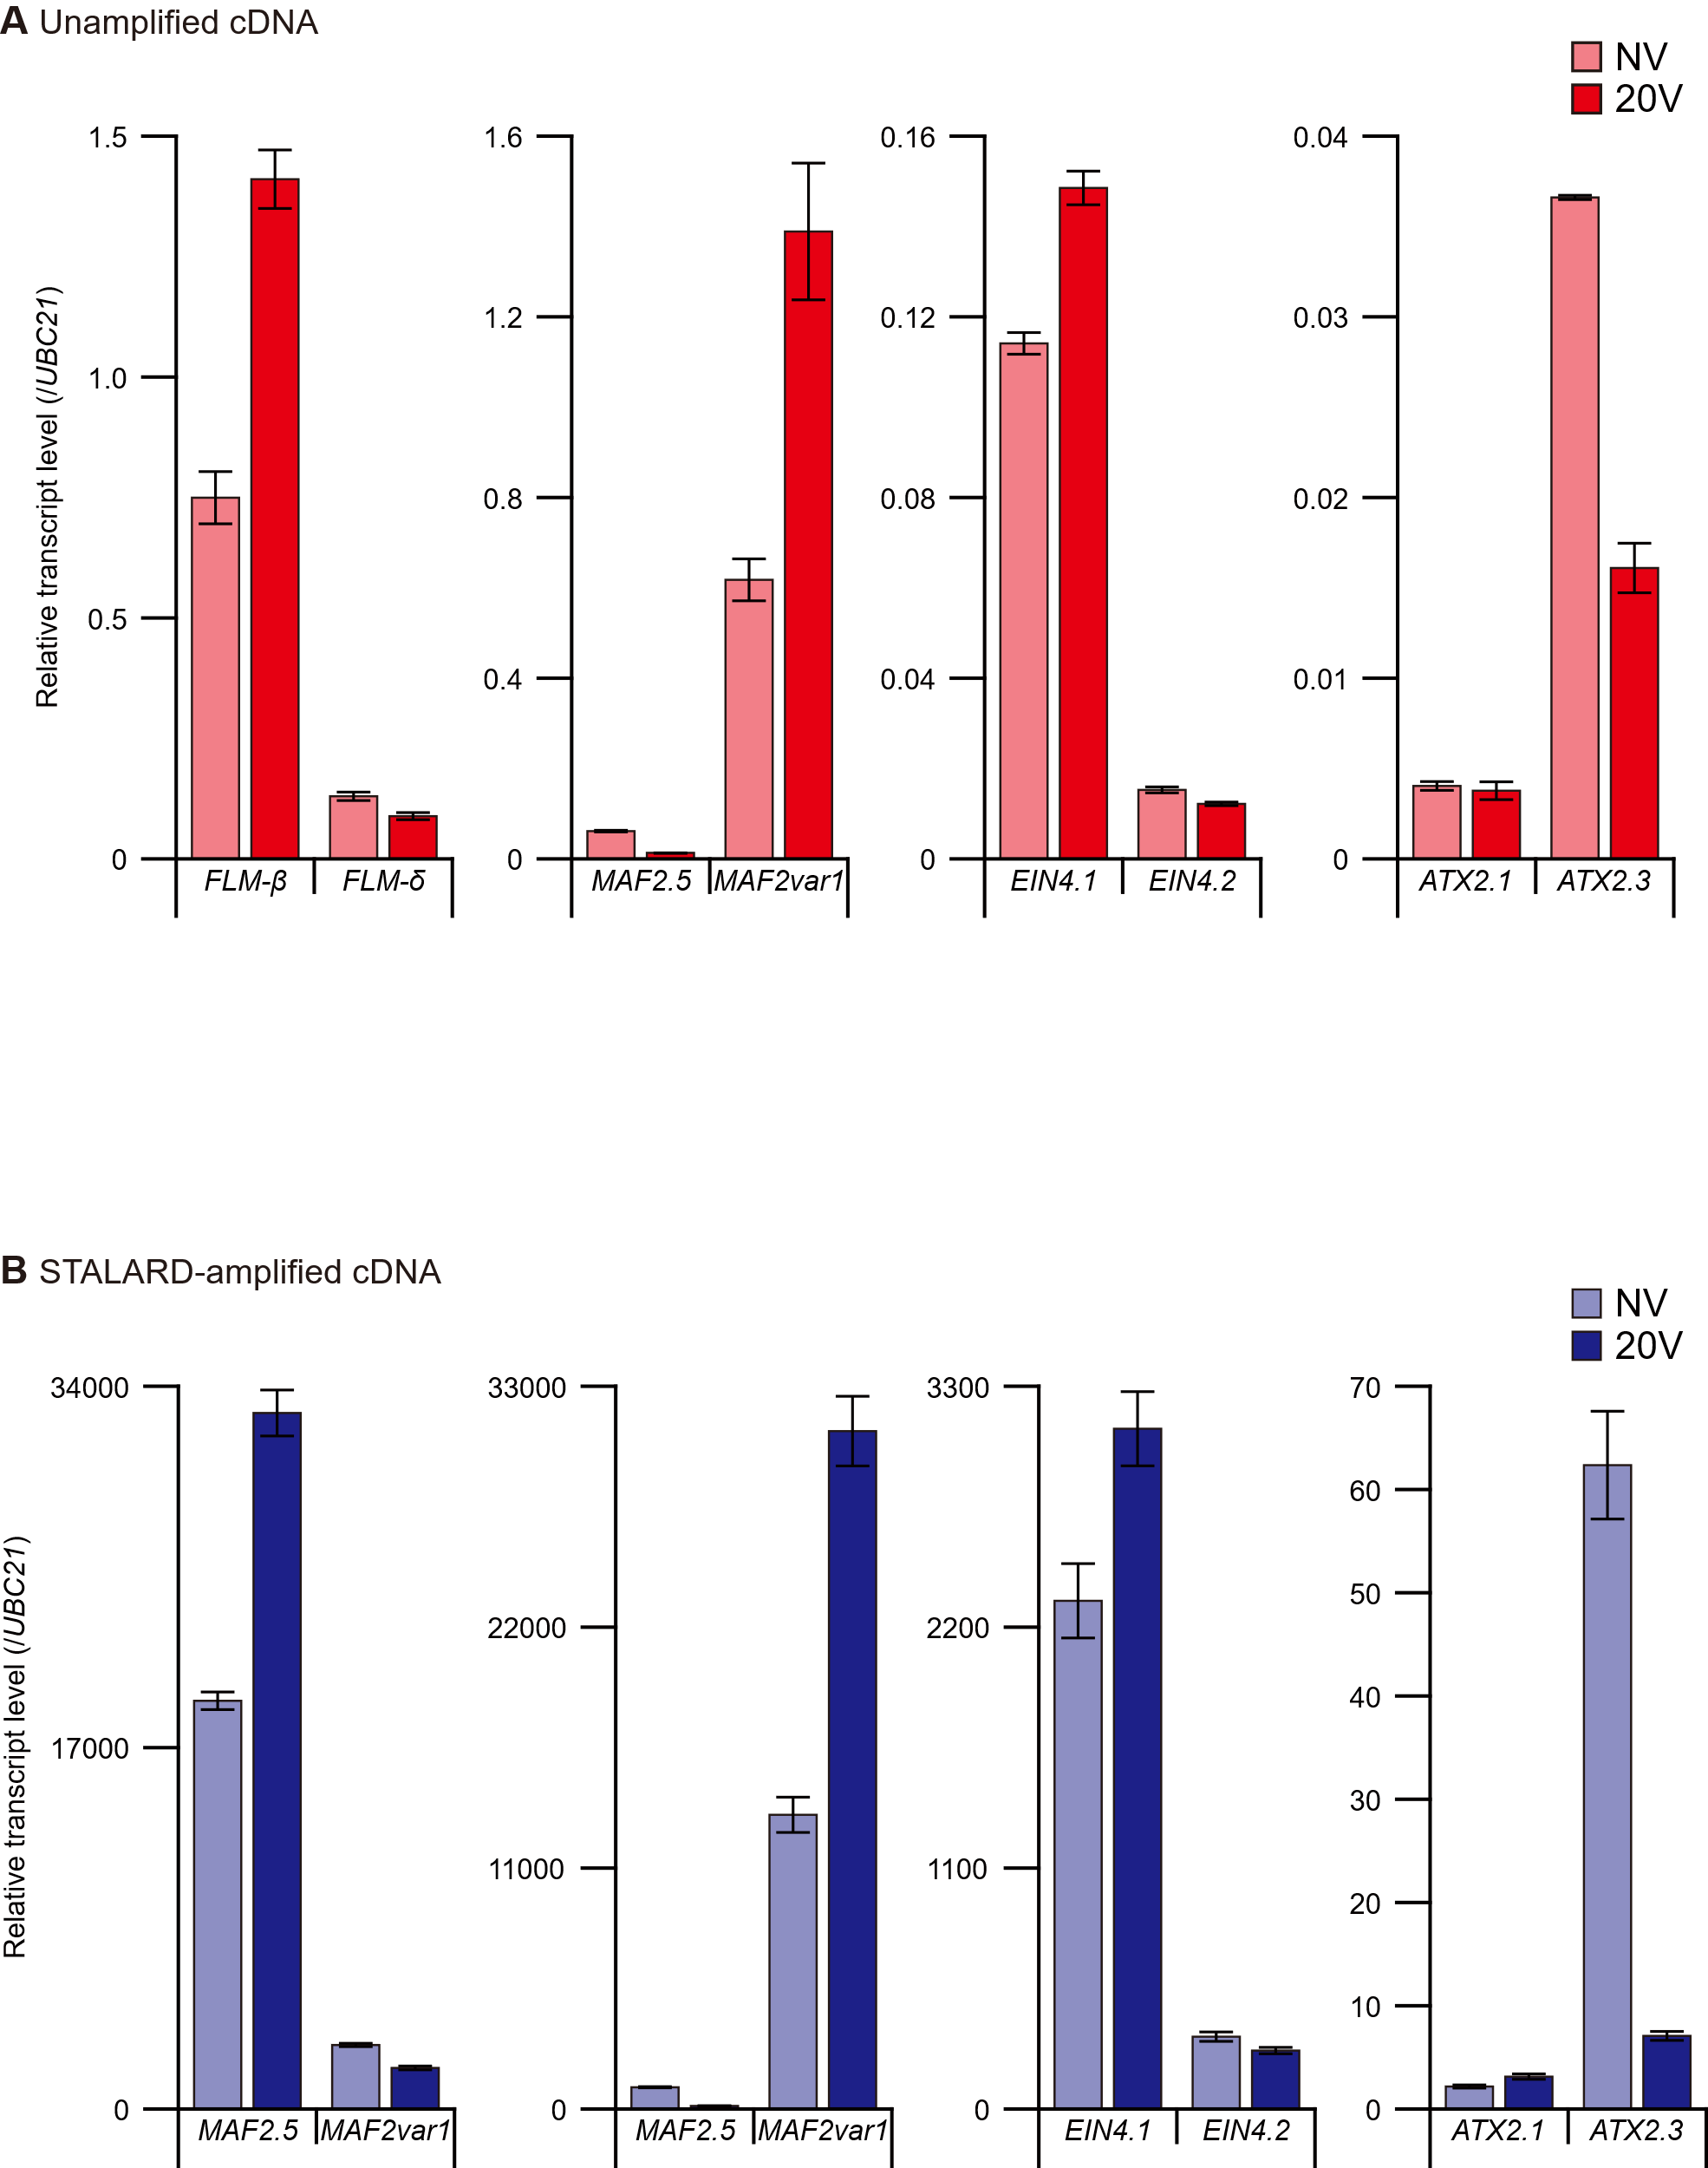 A Unamplified cDNA
NV
20V
Relative transcript level (/UBC21)
1.5
1.0
0.5
0
FLM-β FLM-δ
1.6
1.2
0.8
0.4
0
MAF2.5 MAF2var1
0.16
0.12
0.08
0.04
0
EIN4.1 EIN4.2
0.04
0.03
0.02
0.01
0
ATX2.1 ATX2.3
B STALARD-amplified cDNA
NV
20V
Relative transcript level (/UBC21)
34000
17000
0
MAF2.5 MAF2var1
33000
22000
11000
0
MAF2.5 MAF2var1
3300
2200
1100
0
EIN4.1 EIN4.2
70
60
50
40
30
20
10
0
ATX2.1 ATX2.3